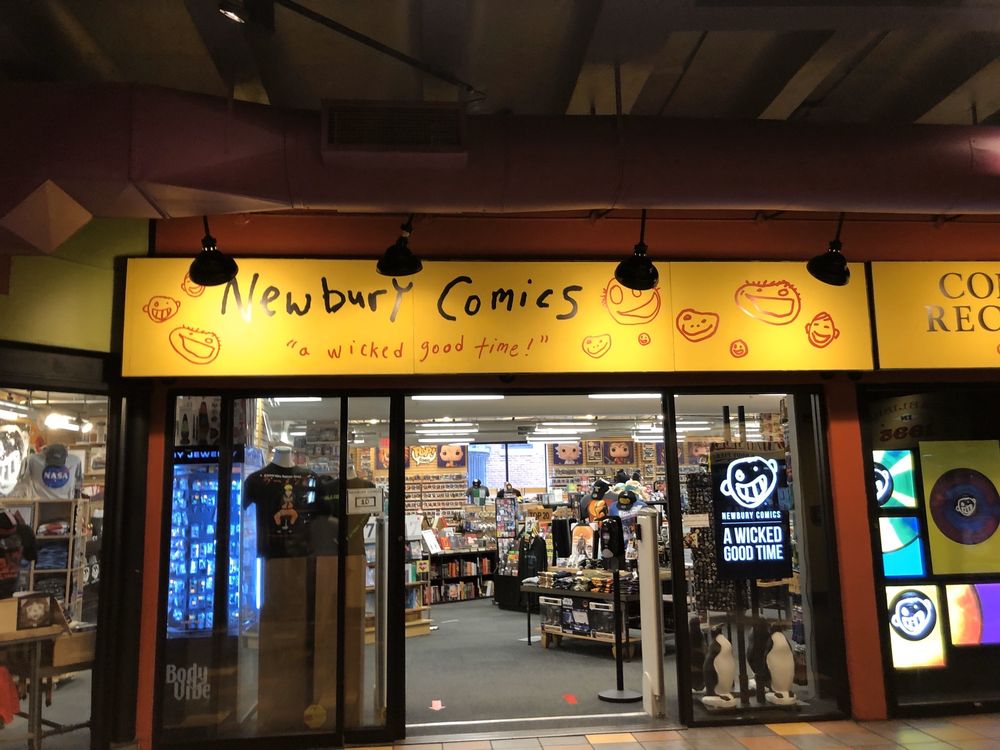 Newbury Comics
"a wicked good time!"
NASA
NEWBURY COMICS
A WICKED
GOOD TIME
Body
Vibe